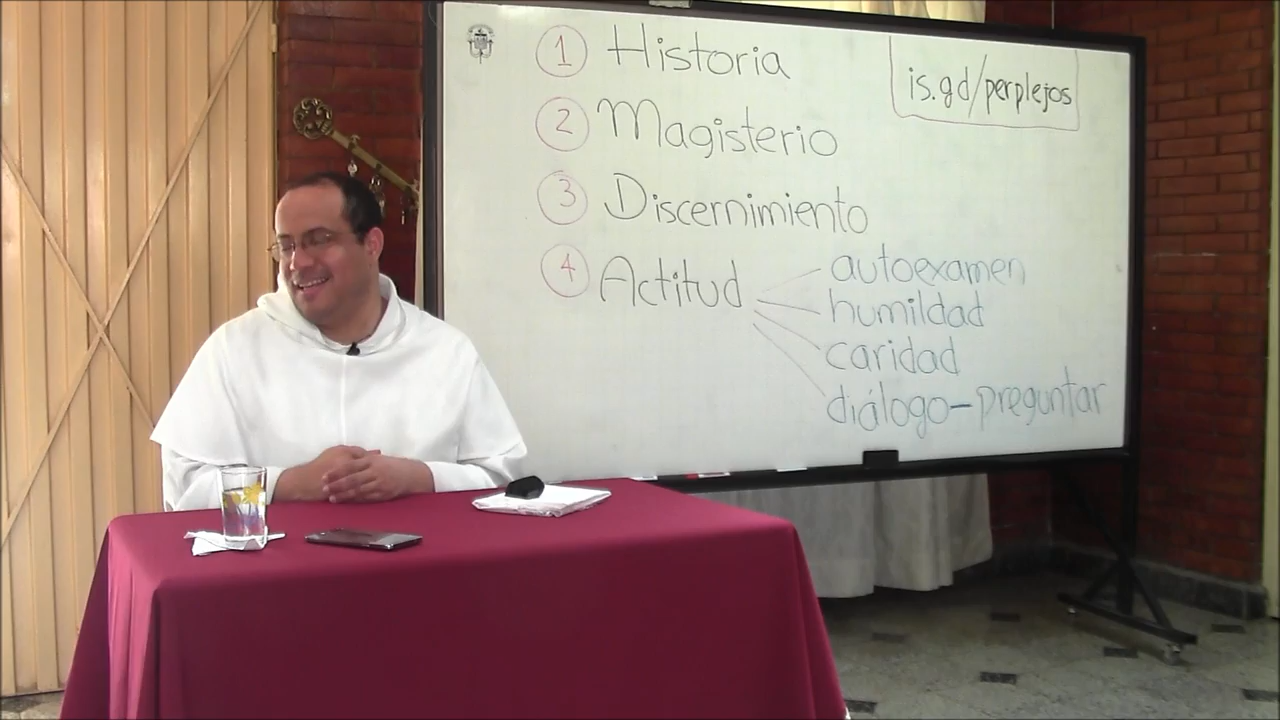 1 Historia
is.gd/perplejos
2 Magisterio
3 Discernimiento
4 Actitud
autoexamen
humildad
caridad
diálogo-preguntar